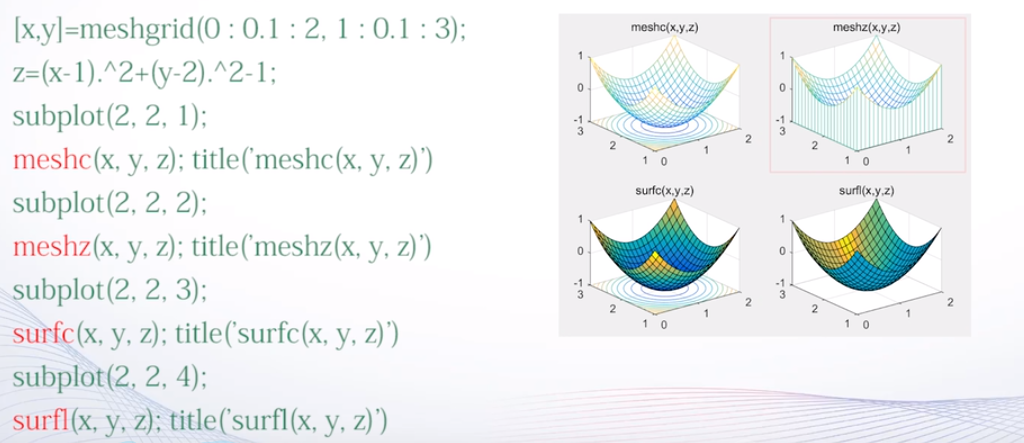 [x,y]=meshgrid(0 : 0.1 : 2, 1 : 0.1 : 3);
z=(x-1).^2+(y-2).^2-1;
subplot(2, 2, 1);
meshc(x, y, z); title('meshc(x, y, z)')
subplot(2, 2, 2);
meshz(x, y, z); title('meshz(x, y, z)')
subplot(2, 2, 3);
surfc(x, y, z); title('surfc(x, y, z)')
subplot(2, 2, 4);
surfl(x, y, z); title('surfl(x, y, z)')
meshc(x,y,z)
1
0
-1
3
2
1
0
1
2
meshz(x,y,z)
1
0
-1
3
2
1
0
1
2
surfc(x,y,z)
1
0
-1
3
2
1
0
1
2
surfl(x,y,z)
1
0
-1
3
2
1
0
1
2